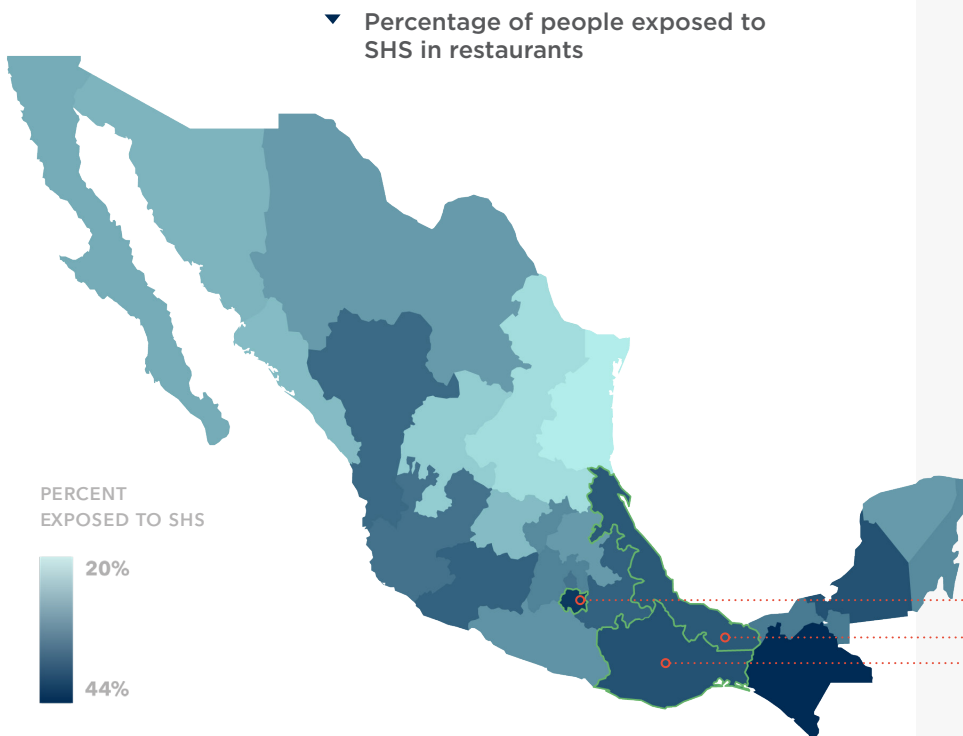 Percentage of people exposed to
SHS in restaurants
PERCENT
EXPOSED TO SHS
20%
44%